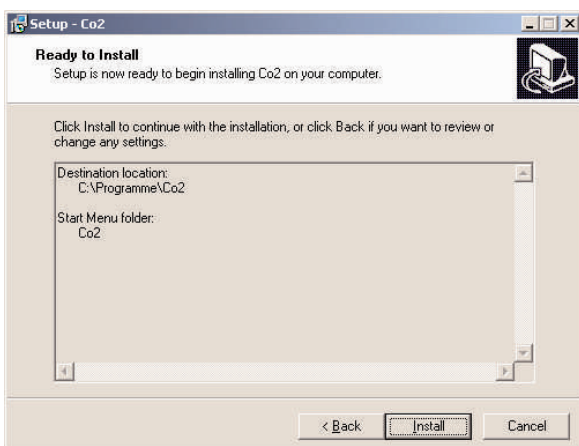 Setup - Co2
Ready to Install
Setup is now ready to begin installing Co2 on your computer.
Click Install to continue with the installation, or click Back if you want to review or
change any settings.
Destination location:
C:\Programme\Co2
Start Menu folder:
Co2
< Back
Install
Cancel